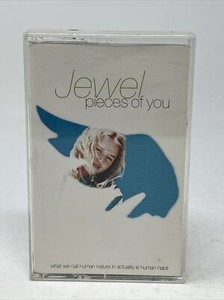 Jewel
pieces of you
what we call human nature in actuality is human habit